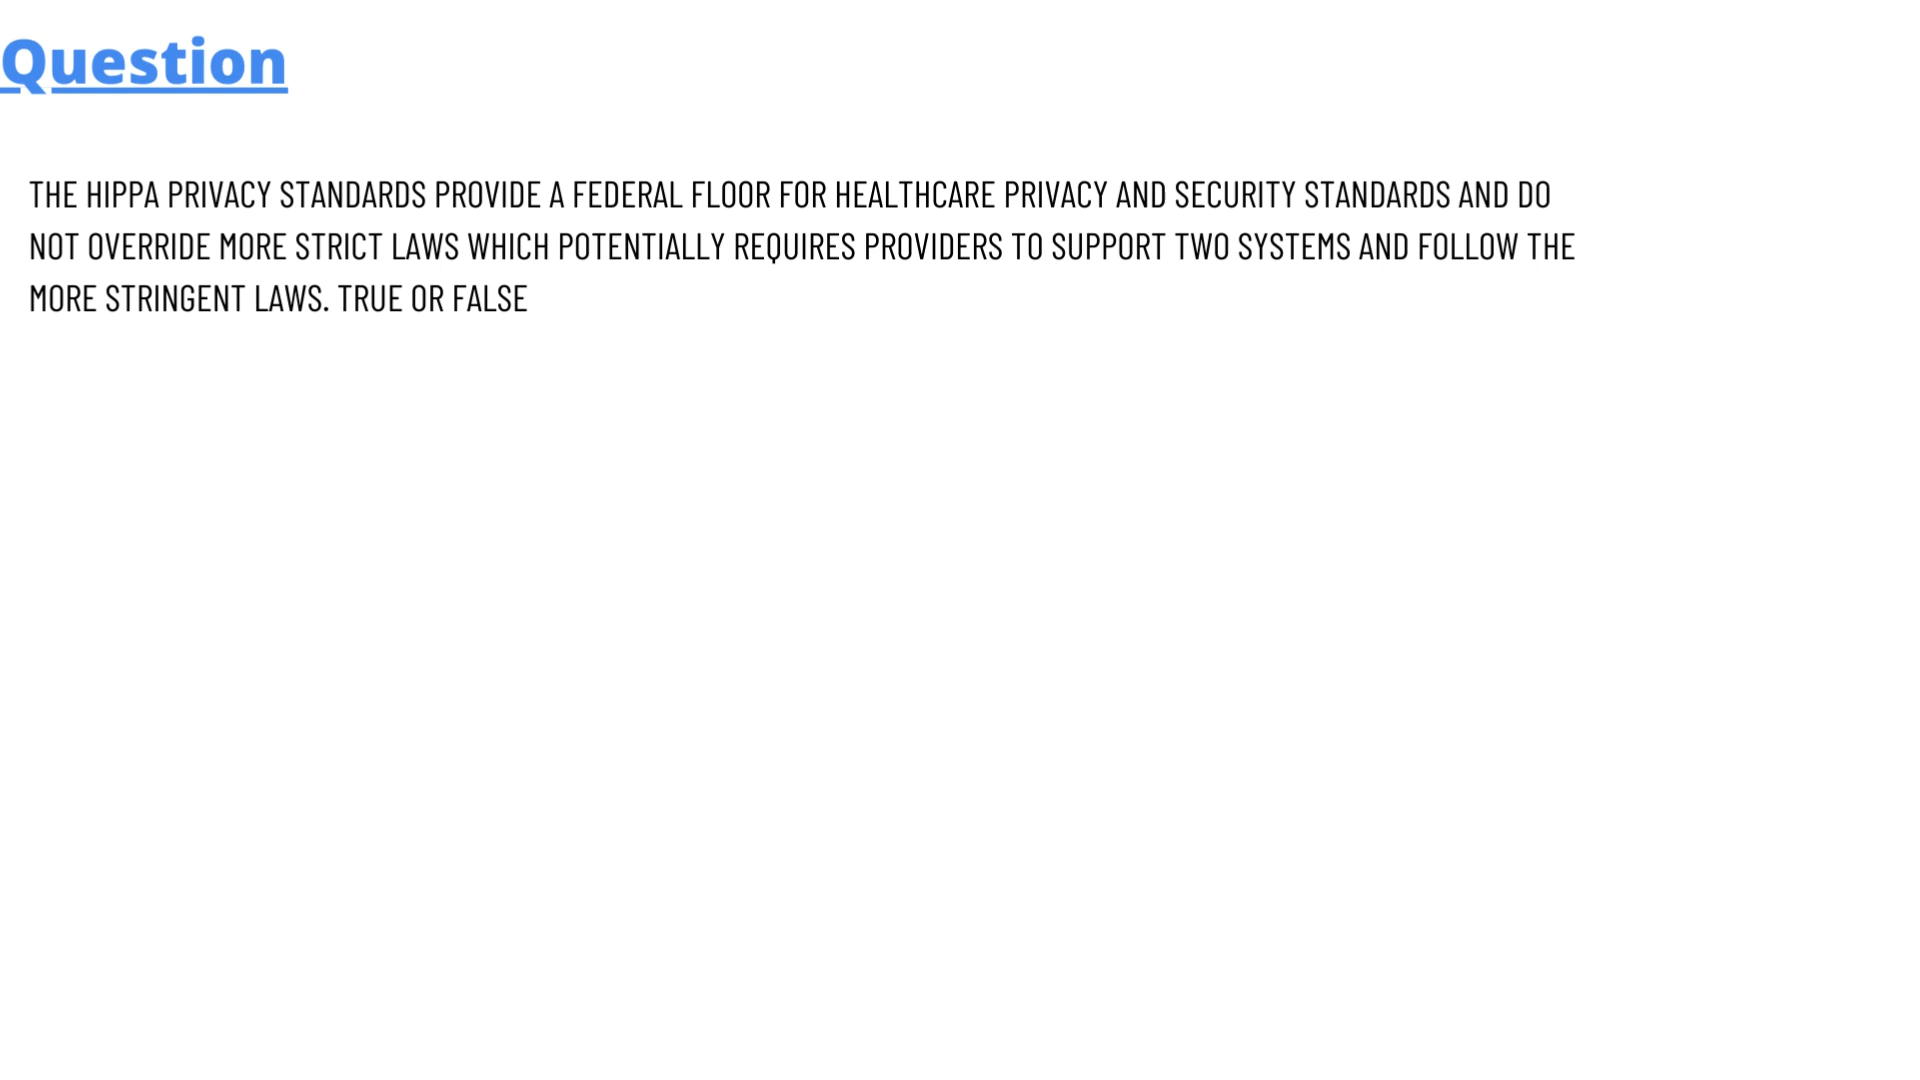 Question
THE HIPPA PRIVACY STANDARDS PROVIDE A FEDERAL FLOOR FOR HEALTHCARE PRIVACY AND SECURITY STANDARDS AND DO
NOT OVERRIDE MORE STRICT LAWS WHICH POTENTIALLY REQUIRES PROVIDERS TO SUPPORT TWO SYSTEMS AND FOLLOW THE
MORE STRINGENT LAWS. TRUE OR FALSE